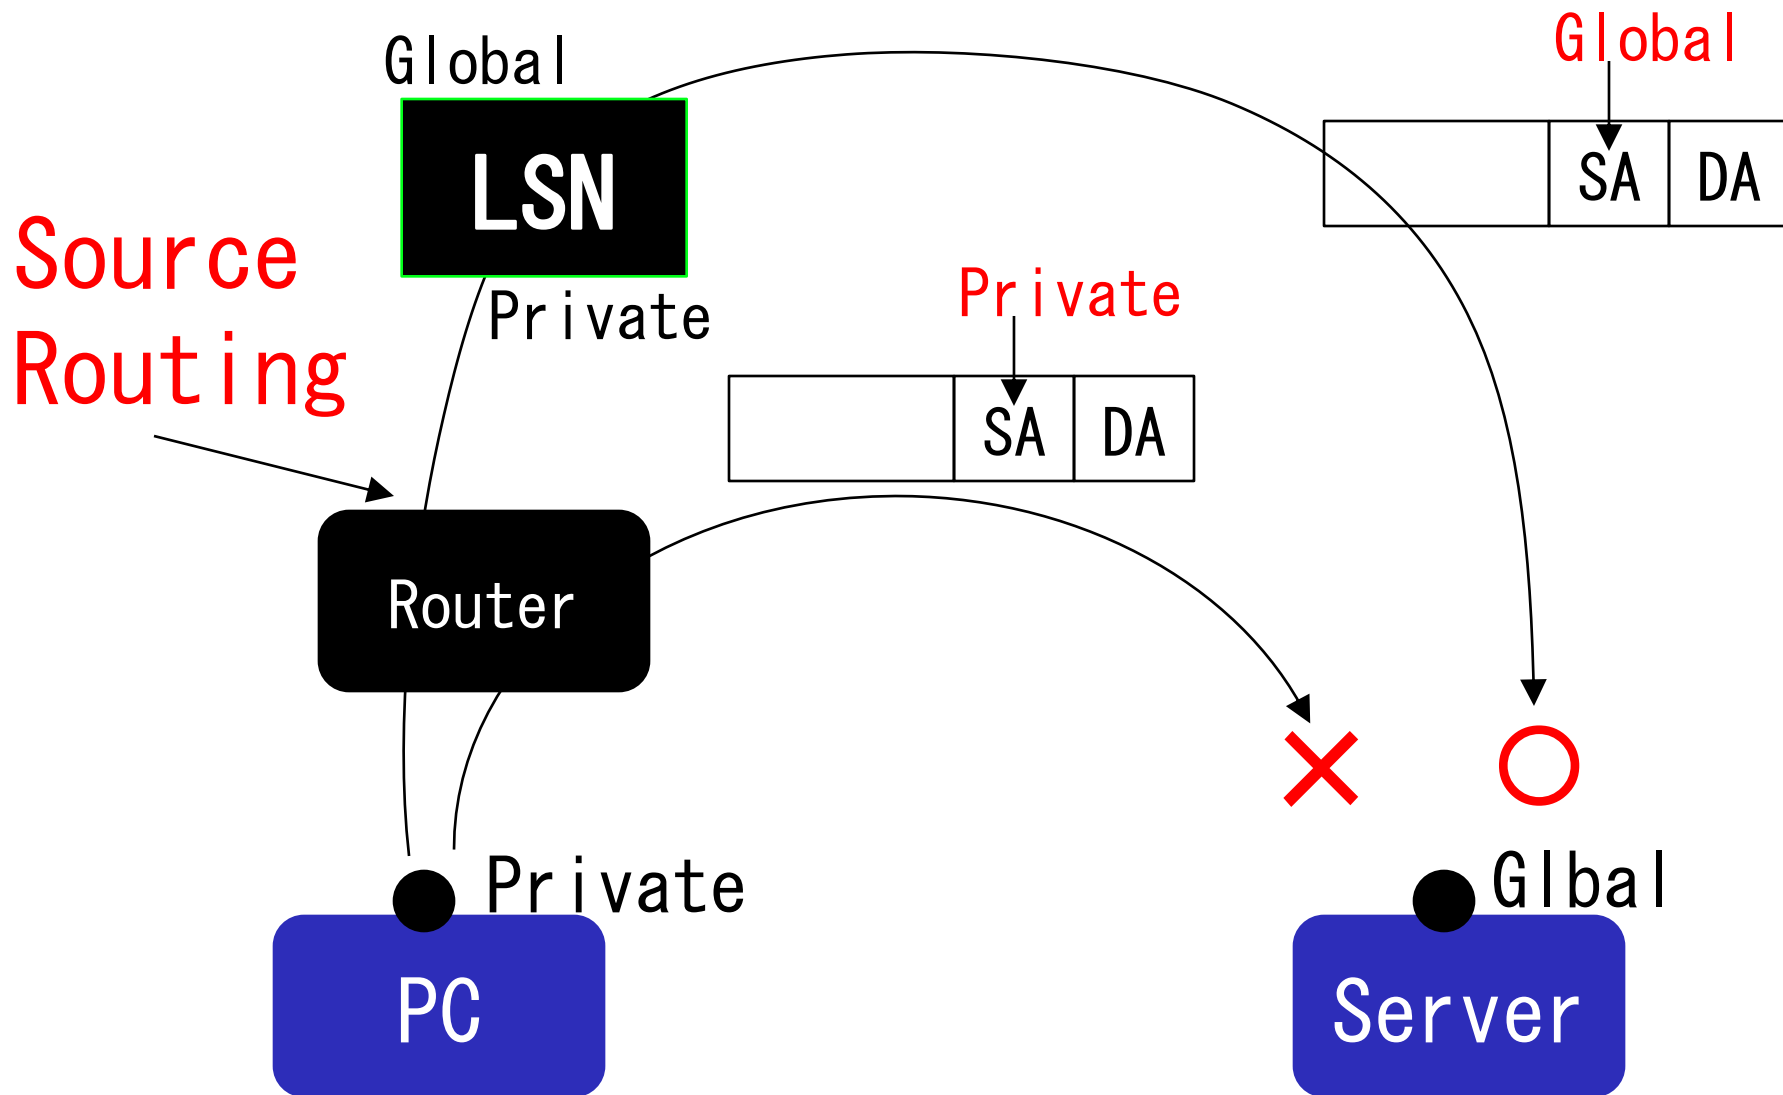 Global
Global
LSN
SA
DA
Source
Routing
Private
Private
SA
DA
Router
Private
Glbal
PC
Server